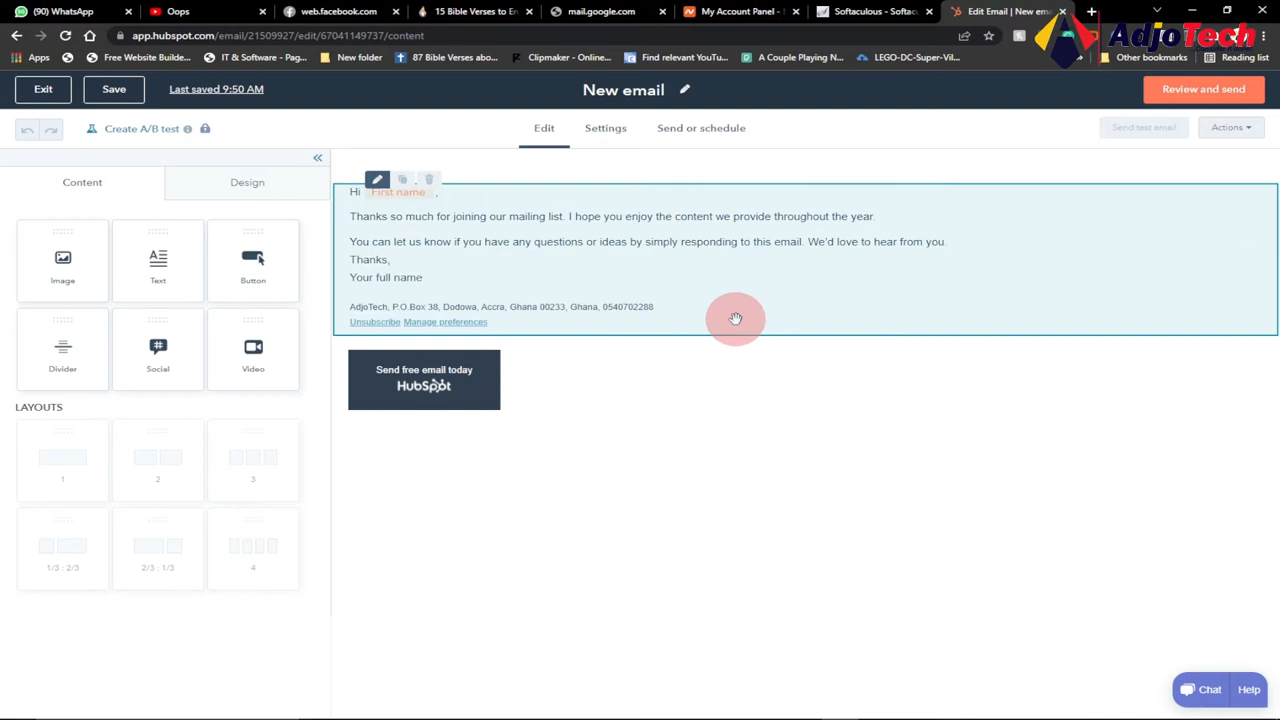 (90) WhatsApp
Oops
web.facebook.com
15 Bible Verses to En
mail.google.com
My Account Panel -
Softaculous - Softac
Edit Email | New ema
app.hubspot.com/email/21509927/edit/67041149737/content
Apps
Free Website Builde...
IT & Software - Pag...
New folder
87 Bible Verses abo...
Clipmaker - Online...
Find relevant YouTu...
A Couple Playing N...
LEGO-DC-Super-Vil...
Other bookmarks
Reading list
AdjoTech
Exit
Save
Last saved 9:50 AM
New email
Review and send
Create A/B test
Edit
Settings
Send or schedule
Send test email
Actions
Content
Design
Image
Text
Button
Divider
Social
Video
LAYOUTS
1
2
3
1/3 : 2/3
2/3 : 1/3
4
Hi First name ,
Thanks so much for joining our mailing list. I hope you enjoy the content we provide throughout the year.
You can let us know if you have any questions or ideas by simply responding to this email. We'd love to hear from you.
Thanks,
Your full name
AdjoTech, P.O.Box 38, Dodowa, Accra, Ghana 00233, Ghana, 0540702288
Unsubscribe Manage preferences
Send free email today
HubSpot
Chat
Help